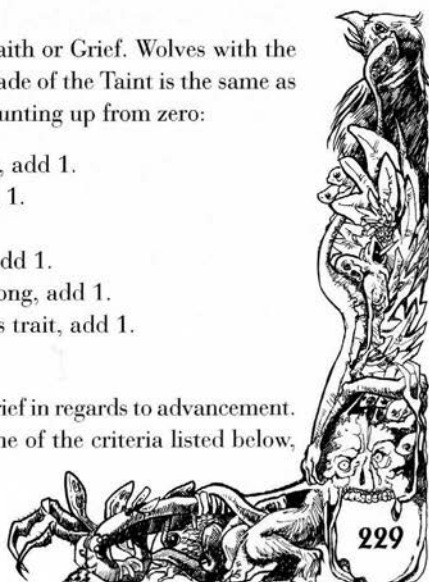 aith or Grief. Wolves with the
ade of the Taint is the same as
unting up from zero:
, add 1.
1.
dd 1.
ong, add 1.
s trait, add 1.
rief in regards to advancement.
ne of the criteria listed below,
229